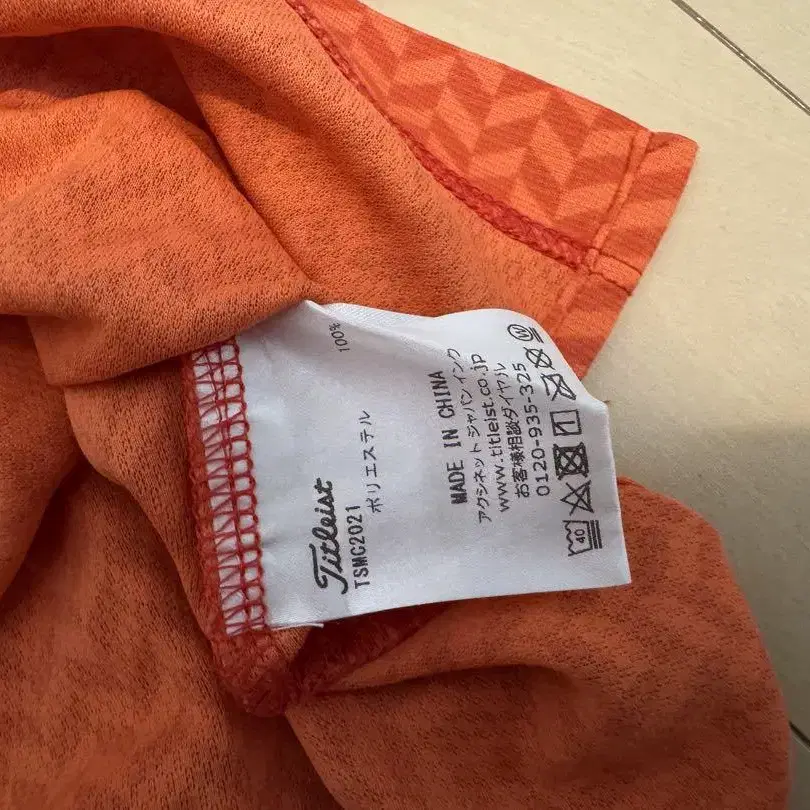 Titleist
TSMC2021
ポリエステル 100%
MADE IN CHINA
アクシネット ジャパン インク
www.titleist.co.jp
お客様相談ダイヤル
0120-935-325
40
W